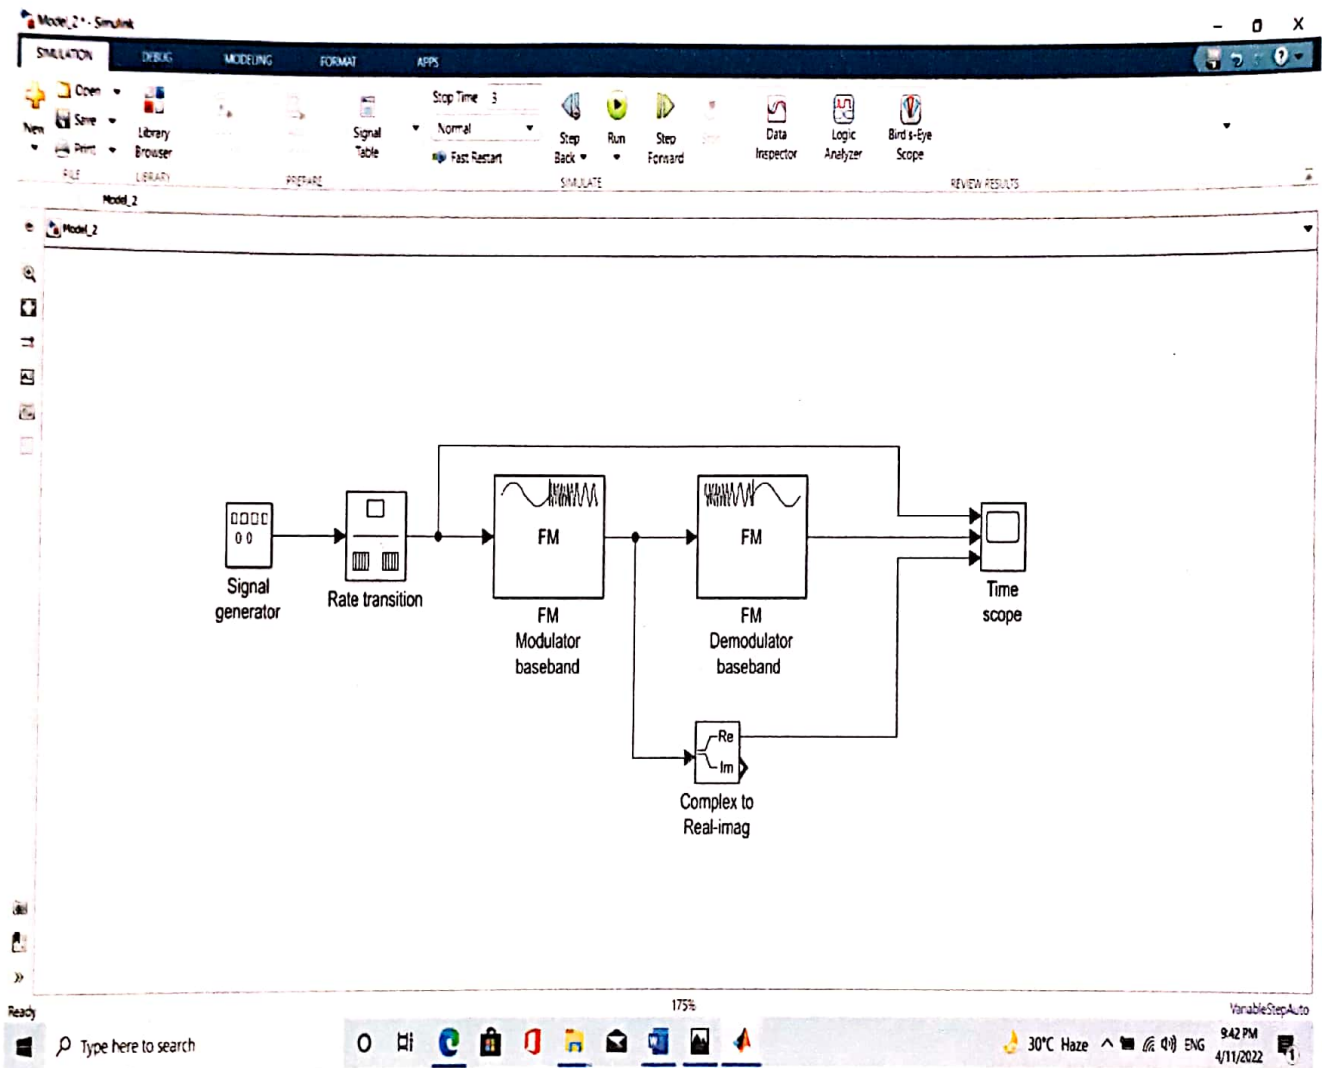 Model_2 * - Simulink
SIMULATION DEBUG MODELING FORMAT APPS
New
Open
Save
Print
FILE
Library
Browser
LIBRARY
PREPARE
Signal
Table
Stop Time 3
Normal
Fast Restart
Step
Back
Run
Step
Forward
SIMULATE
Data
Inspector
Logic
Analyzer
Bird's-Eye
Scope
REVIEW RESULTS
Model_2
Model_2
Signal
generator
Rate transition
FM
FM
Modulator
baseband
FM
FM
Demodulator
baseband
Re
Im
Complex to
Real-imag
Time
scope
Ready
175%
VariableStepAuto
Type here to search
30°C Haze
ENG
9:42 PM
4/11/2022
1